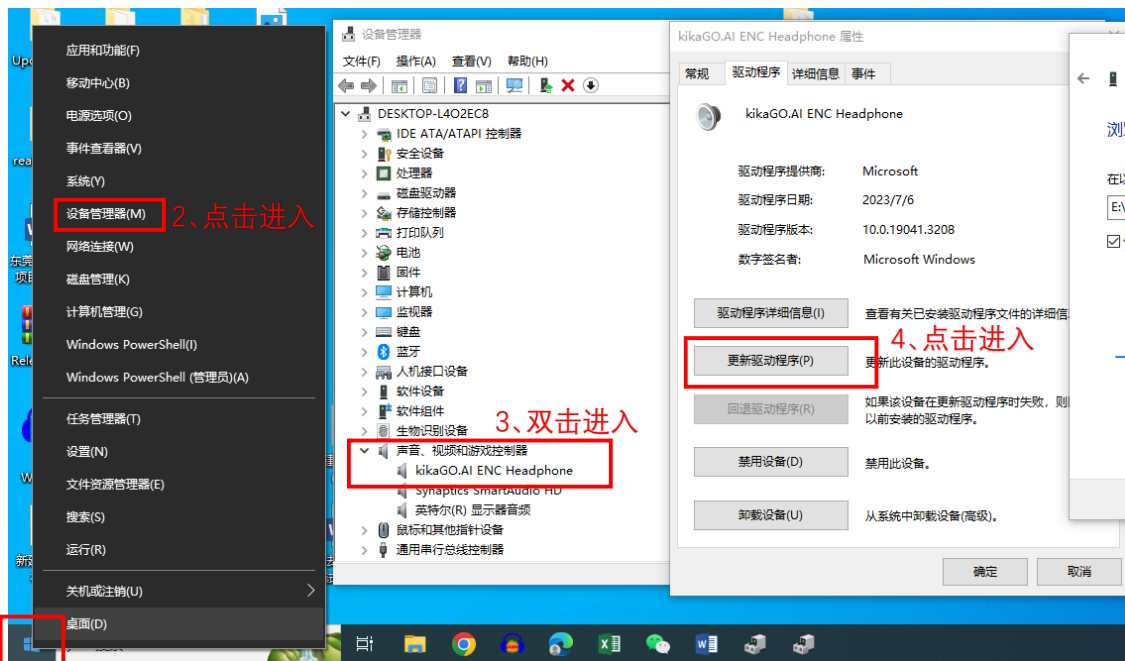 应用和功能(F)
移动中心(B)
电源选项(O)
事件查看器(V)
系统(Y)
设备管理器(M)
2、点击进入
网络连接(W)
磁盘管理(K)
计算机管理(G)
Windows PowerShell(I)
Windows PowerShell (管理员)(A)
任务管理器(T)
设置(N)
文件资源管理器(E)
搜索(S)
运行(R)
关机或注销(U)
桌面(D)
设备管理器
文件(F) 操作(A) 查看(V) 帮助(H)
DESKTOP-L4O2EC8
IDE ATA/ATAPI 控制器
安全设备
处理器
磁盘驱动器
存储控制器
打印队列
电池
固件
计算机
监视器
键盘
蓝牙
人机接口设备
软件设备
软件组件
生物识别设备
3、双击进入
声音、视频和游戏控制器
kikaGO.AI ENC Headphone
Synaptics SmartAudio HD
英特尔(R) 显示器音频
鼠标和其他指针设备
通用串行总线控制器
kikaGO.AI ENC Headphone 属性
常规 驱动程序 详细信息 事件
kikaGO.AI ENC Headphone
驱动程序提供商: Microsoft
驱动程序日期: 2023/7/6
驱动程序版本: 10.0.19041.3208
数字签名者: Microsoft Windows
驱动程序详细信息(I) 查看有关已安装驱动程序文件的详细信
4、点击进入
更新驱动程序(P) 更新此设备的驱动程序。
回退驱动程序(R) 如果该设备在更新驱动程序时失败，则
以前安装的驱动程序。
禁用设备(D) 禁用此设备。
卸载设备(U) 从系统中卸载设备(高级)。
确定 取消
E:\